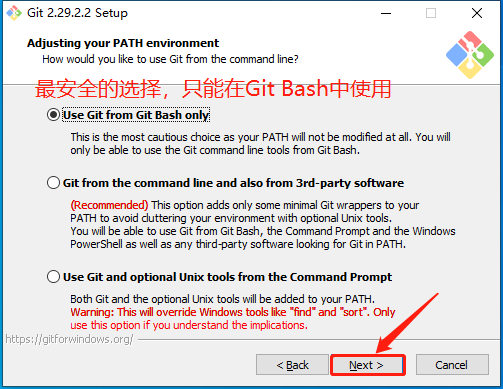 Git 2.29.2.2 Setup
Adjusting your PATH environment
How would you like to use Git from the command line?
最安全的选择，只能在Git Bash中使用
Use Git from Git Bash only
This is the most cautious choice as your PATH will not be modified at all. You will
only be able to use the Git command line tools from Git Bash.
Git from the command line and also from 3rd-party software
(Recommended) This option adds only some minimal Git wrappers to your
PATH to avoid cluttering your environment with optional Unix tools.
You will be able to use Git from Git Bash, the Command Prompt and the Windows
PowerShell as well as any third-party software looking for Git in PATH.
Use Git and optional Unix tools from the Command Prompt
Both Git and the optional Unix tools will be added to your PATH.
Warning: This will override Windows tools like "find" and "sort". Only
use this option if you understand the implications.
https://gitforwindows.org/
< Back
Next >
Cancel